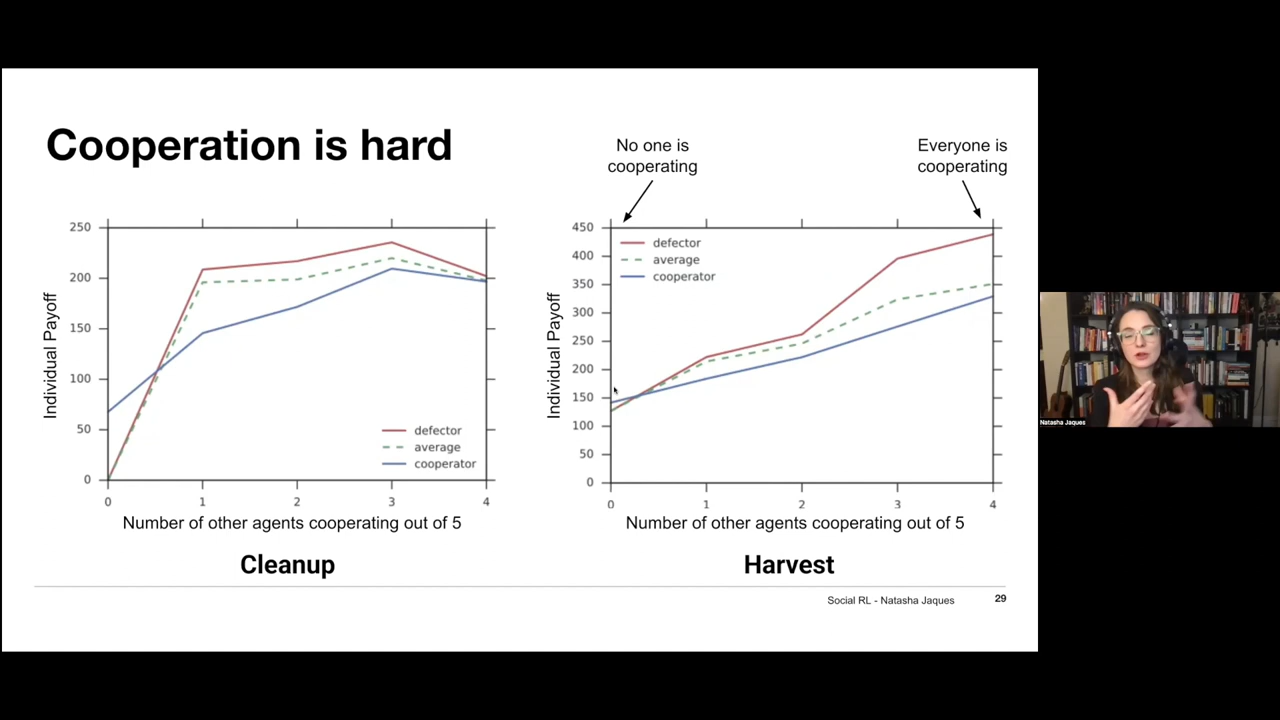 Cooperation is hard
No one is
cooperating
Everyone is
cooperating
250
200
150
100
50
0
Individual Payoff
defector
average
cooperator
0 1 2 3 4
Number of other agents cooperating out of 5
Cleanup
450
400
350
300
250
200
150
100
50
0
Individual Payoff
defector
average
cooperator
0 1 2 3 4
Number of other agents cooperating out of 5
Harvest
Social RL - Natasha Jaques
29
Natasha Jaques